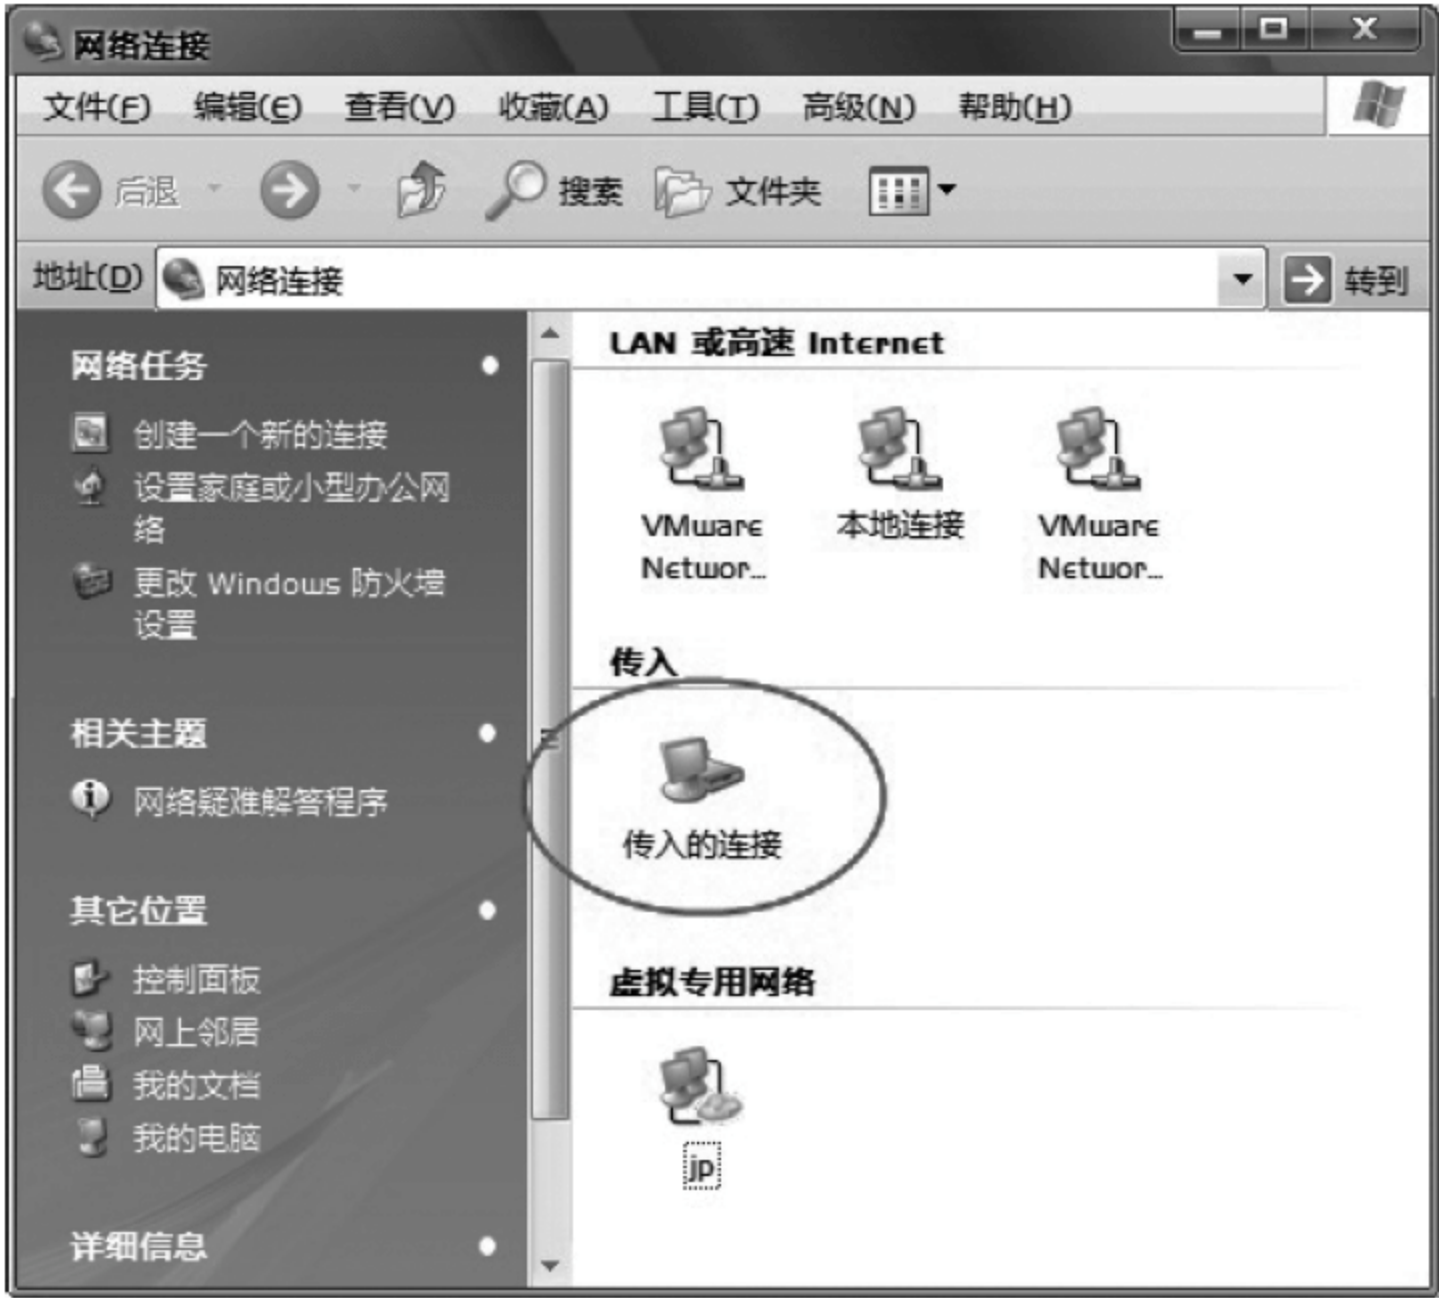 网络连接
文件(F) 编辑(E) 查看(V) 收藏(A) 工具(T) 高级(N) 帮助(H)
后退 搜索 文件夹
地址(D) 网络连接 转到
网络任务
创建一个新的连接
设置家庭或小型办公网
络
更改 Windows 防火墙
设置
相关主题
网络疑难解答程序
其它位置
控制面板
网上邻居
我的文档
我的电脑
详细信息
LAN 或高速 Internet
VMware
Networ...
本地连接
VMware
Networ...
传入
传入的连接
虚拟专用网络
jp